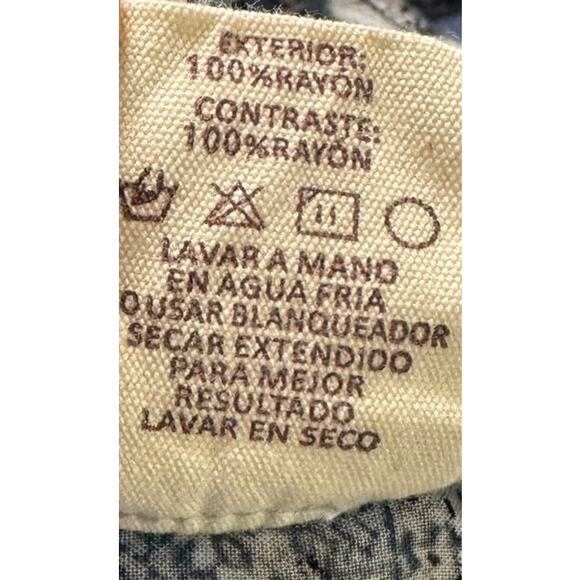 EXTERIOR:
100%RAYON
CONTRASTE:
100%RAYON
LAVAR A MANO
EN AGUA FRIA
O USAR BLANQUEADOR
SECAR EXTENDIDO
PARA MEJOR
RESULTADO
LAVAR EN SECO